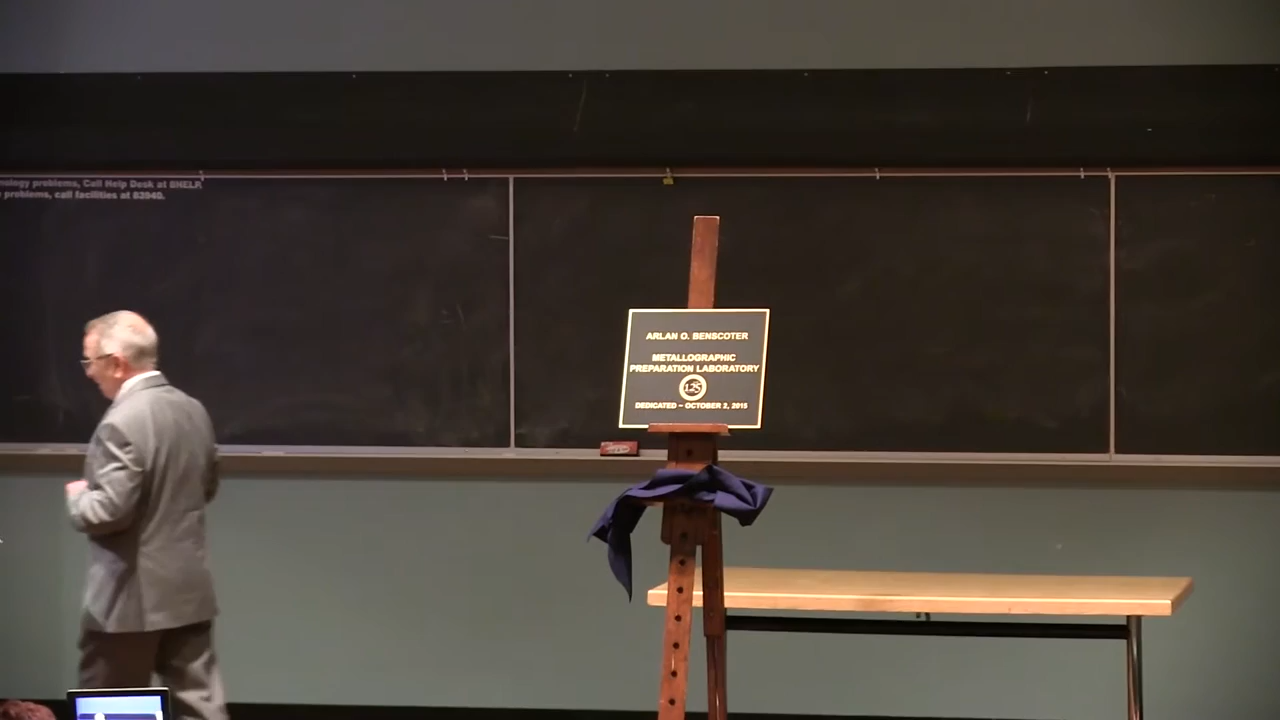 nology problems, Call Help Desk at 8HELP.
problems, call facilities at 83940.
ARLAN O. BENSCOTER
METALLOGRAPHIC
PREPARATION LABORATORY
125
DEDICATED – OCTOBER 2, 2015